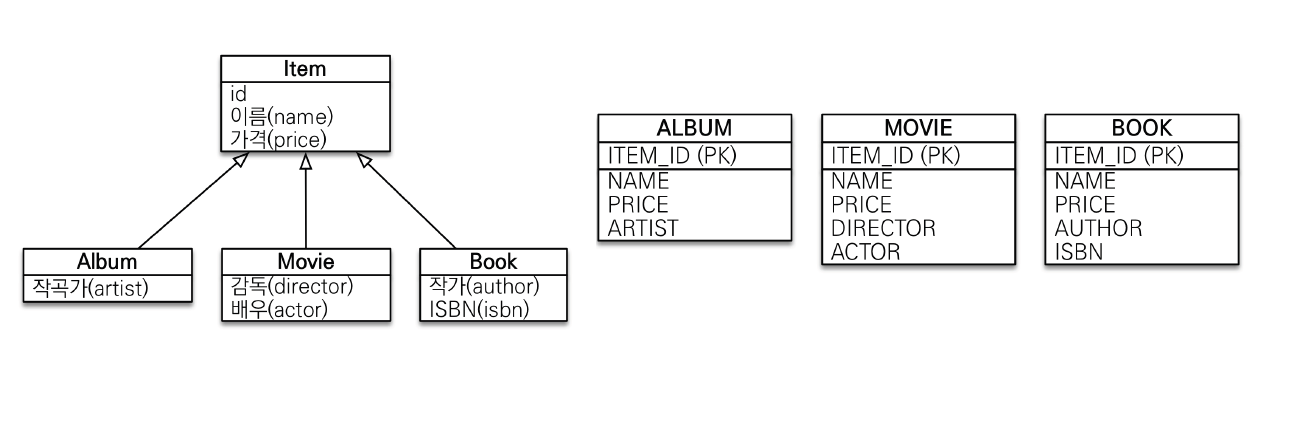 Item
id
이름(name)
가격(price)
Album
작곡가(artist)
Movie
감독(director)
배우(actor)
Book
작가(author)
ISBN(isbn)
ALBUM
ITEM_ID (PK)
NAME
PRICE
ARTIST
MOVIE
ITEM_ID (PK)
NAME
PRICE
DIRECTOR
ACTOR
BOOK
ITEM_ID (PK)
NAME
PRICE
AUTHOR
ISBN